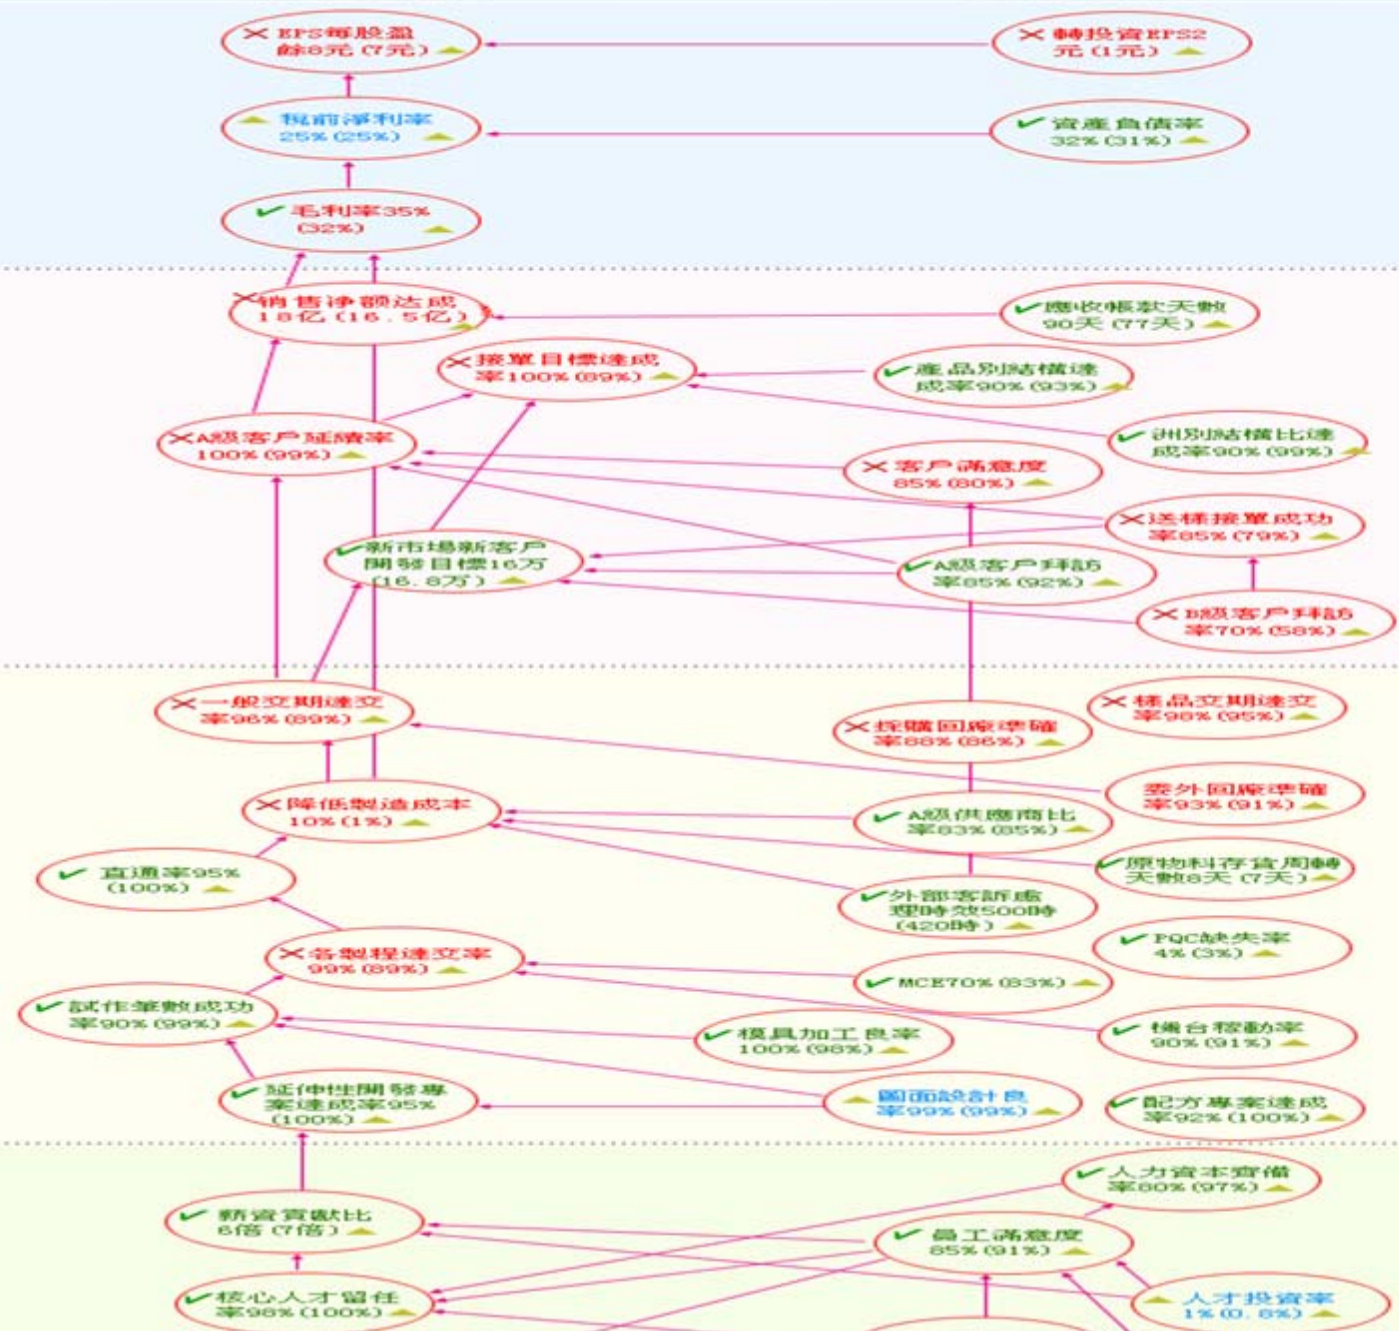 EPS每股盈
餘8元(7元)
轉投資EPS2
元(1元)
稅前淨利率
25%(25%)
資產負債率
32%(31%)
毛利率35%
(32%)
销售净额达成
18亿(16.5亿)
應收帳款天數
90天(77天)
接單目標達成
率100%(89%)
產品別結構達
成率90%(93%)
A級客戶延續率
100%(99%)
洲別結構比達
成率90%(99%)
客戶滿意度
85%(80%)
送樣接單成功
率85%(79%)
新市場新客戶
開發目標16万
(16.8万)
A級客戶拜訪
率85%(92%)
B級客戶拜訪
率70%(58%)
一般交期達交
率96%(89%)
樣品交期達交
率98%(95%)
採購回廠準確
率88%(86%)
委外回廠準確
率93%(91%)
降低製造成本
10%(1%)
A級供應商比
率83%(85%)
直通率95%
(100%)
原物料存貨周轉
天數8天(7天)
外部客訴處
理時效500時
(420時)
各製程達交率
99%(89%)
PQC缺失率
4%(3%)
MCE70%(83%)
試作筆數成功
率90%(99%)
模具加工良率
100%(98%)
機台稼動率
90%(91%)
延伸性開發專
案達成率95%
(100%)
圖面設計良
率99%(99%)
配方專案達成
率92%(100%)
人力資本齊備
率80%(97%)
薪資貢獻比
6倍(7倍)
員工滿意度
85%(91%)
核心人才留任
率98%(100%)
人才投資率
1%(0.8%)